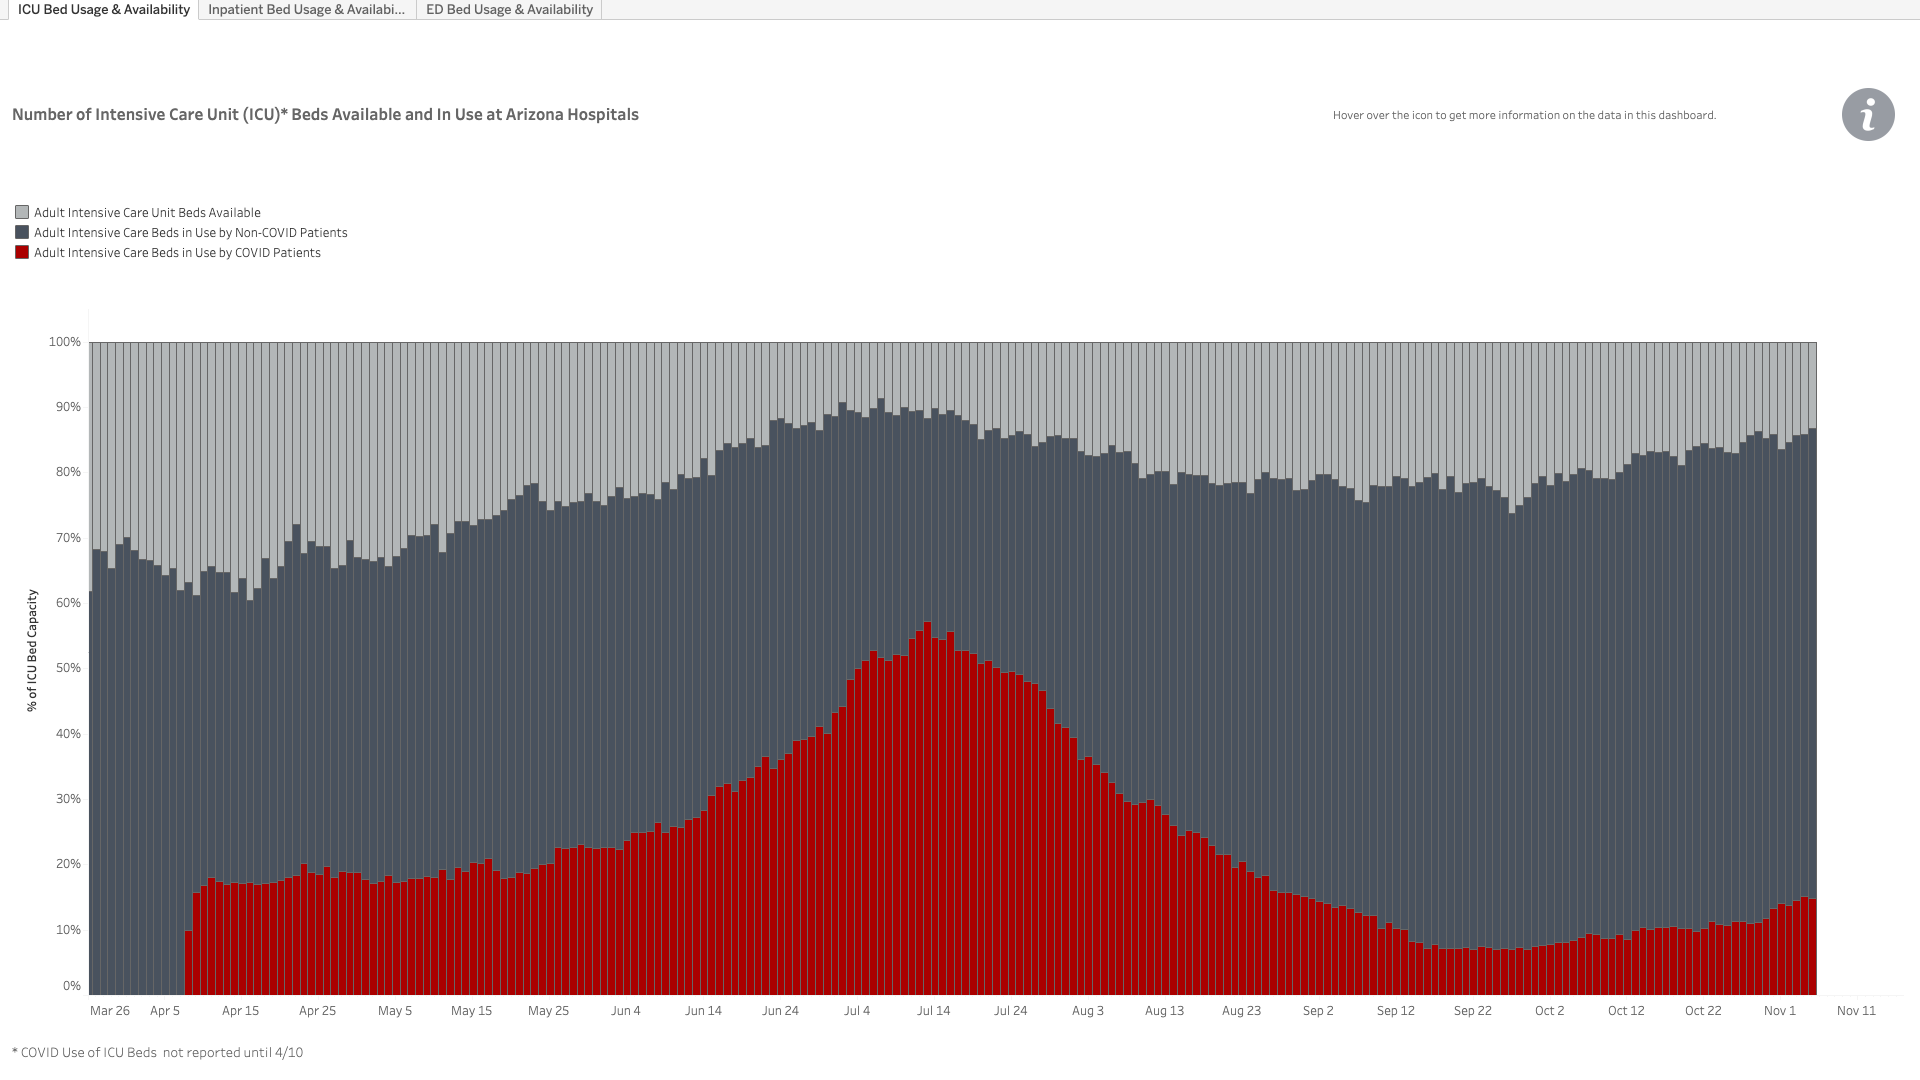 ICU Bed Usage & Availability
Inpatient Bed Usage & Availabi...
ED Bed Usage & Availability
Number of Intensive Care Unit (ICU)* Beds Available and In Use at Arizona Hospitals
Hover over the icon to get more information on the data in this dashboard.
i
Adult Intensive Care Unit Beds Available
Adult Intensive Care Beds in Use by Non-COVID Patients
Adult Intensive Care Beds in Use by COVID Patients
% of ICU Bed Capacity
100%
90%
80%
70%
60%
50%
40%
30%
20%
10%
0%
Mar 26 Apr 5 Apr 15 Apr 25 May 5 May 15 May 25 Jun 4 Jun 14 Jun 24 Jul 4 Jul 14 Jul 24 Aug 3 Aug 13 Aug 23 Sep 2 Sep 12 Sep 22 Oct 2 Oct 12 Oct 22 Nov 1 Nov 11
* COVID Use of ICU Beds  not reported until 4/10